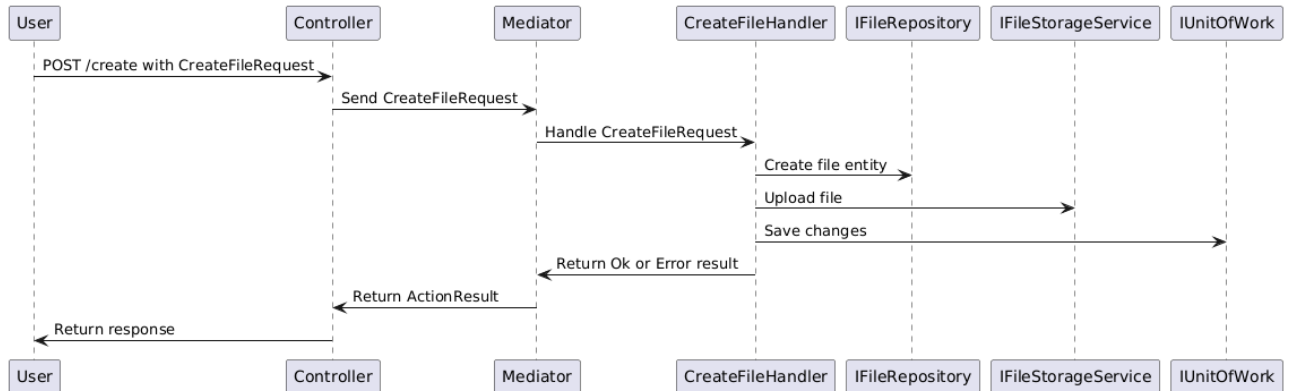 User Controller Mediator CreateFileHandler IFileRepository IFileStorageService IUnitOfWork
POST /create with CreateFileRequest
Send CreateFileRequest
Handle CreateFileRequest
Create file entity
Upload file
Save changes
Return Ok or Error result
Return ActionResult
Return response
User Controller Mediator CreateFileHandler IFileRepository IFileStorageService IUnitOfWork